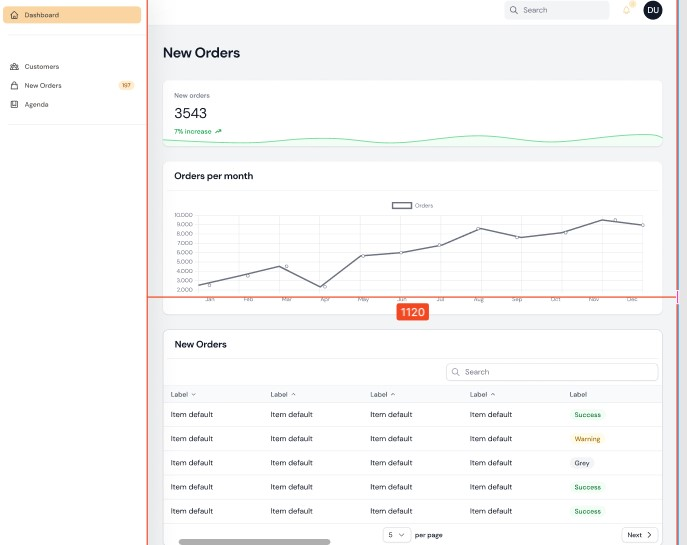 Dashboard
Search
DU
Customers
New Orders
197
Agenda
New Orders
New orders
3543
7% increase
Orders per month
Orders
10.000
9.000
8.000
7.000
6.000
5.000
4.000
3.000
2.000
Jan Feb Mar Apr May Jun Jul Aug Sep Oct Nov Dec
1120
New Orders
Search
Label Label Label Label Label
Item default Item default Item default Item default Success
Item default Item default Item default Item default Warning
Item default Item default Item default Item default Grey
Item default Item default Item default Item default Success
Item default Item default Item default Item default Success
5 per page Next